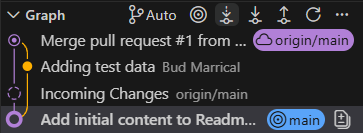 Graph Auto
Merge pull request #1 from ... origin/main
Adding test data Bud Marrical
Incoming Changes origin/main
Add initial content to Readm... main